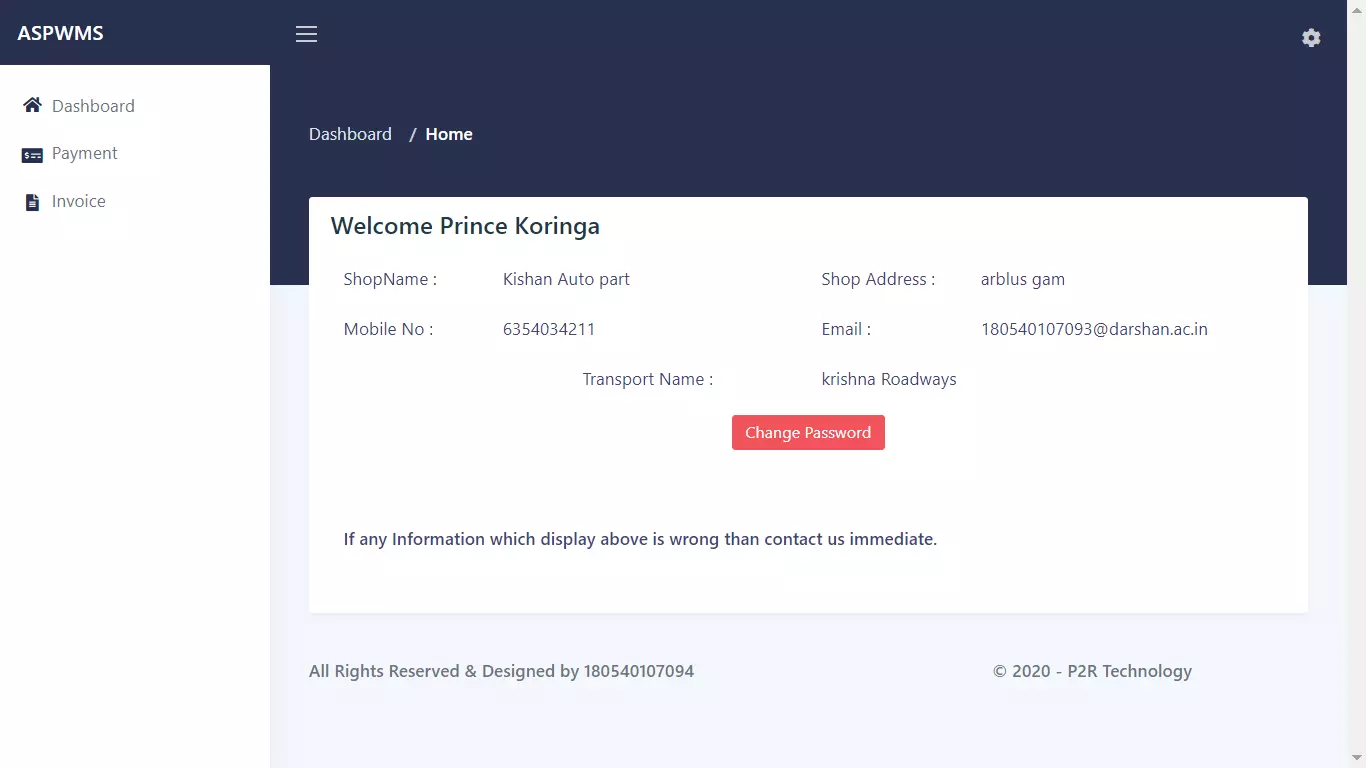 ASPWMS
Dashboard
Payment
Invoice
Dashboard / Home
Welcome Prince Koringa
ShopName : Kishan Auto part Shop Address : arblus gam
Mobile No : 6354034211 Email : 180540107093@darshan.ac.in
Transport Name : krishna Roadways
Change Password
If any Information which display above is wrong than contact us immediate.
All Rights Reserved & Designed by 180540107094 © 2020 - P2R Technology